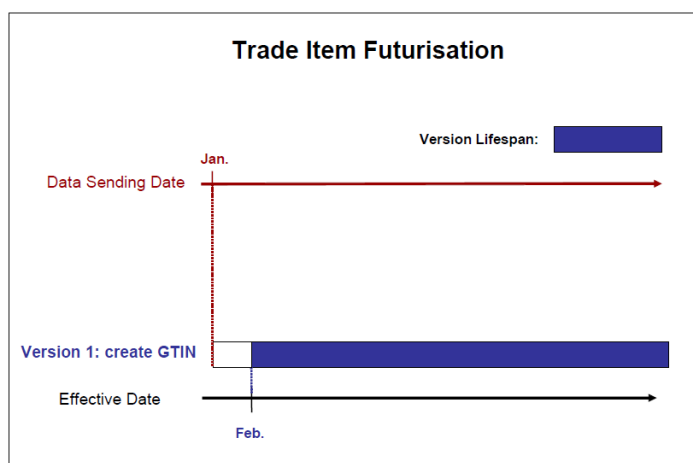 Trade Item Futurisation
Version Lifespan:
Jan.
Data Sending Date
Version 1: create GTIN
Effective Date
Feb.